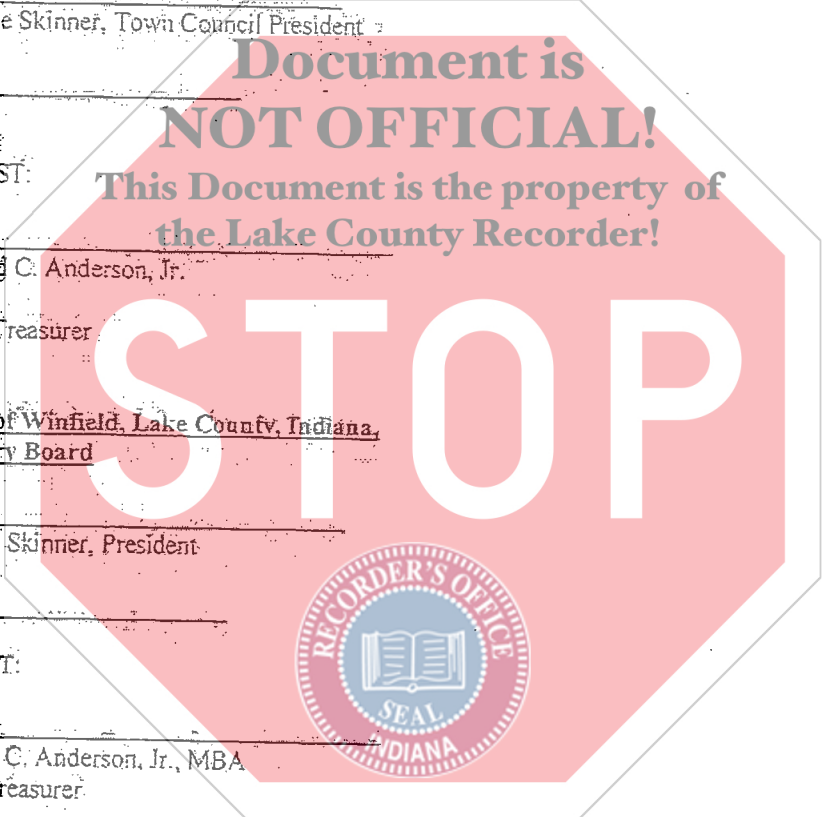 e Skinner, Town Council President
Document is
NOT OFFICIAL!
ST:
This Document is the property of
the Lake County Recorder!
C. Anderson, Jr.
reasurer
STOP
of Winfield, Lake County, Indiana,
y Board
Skinner, President
RECORDER'S OFFICE
T:
SEAL
INDIANA
C. Anderson, Jr., MBA
reasurer